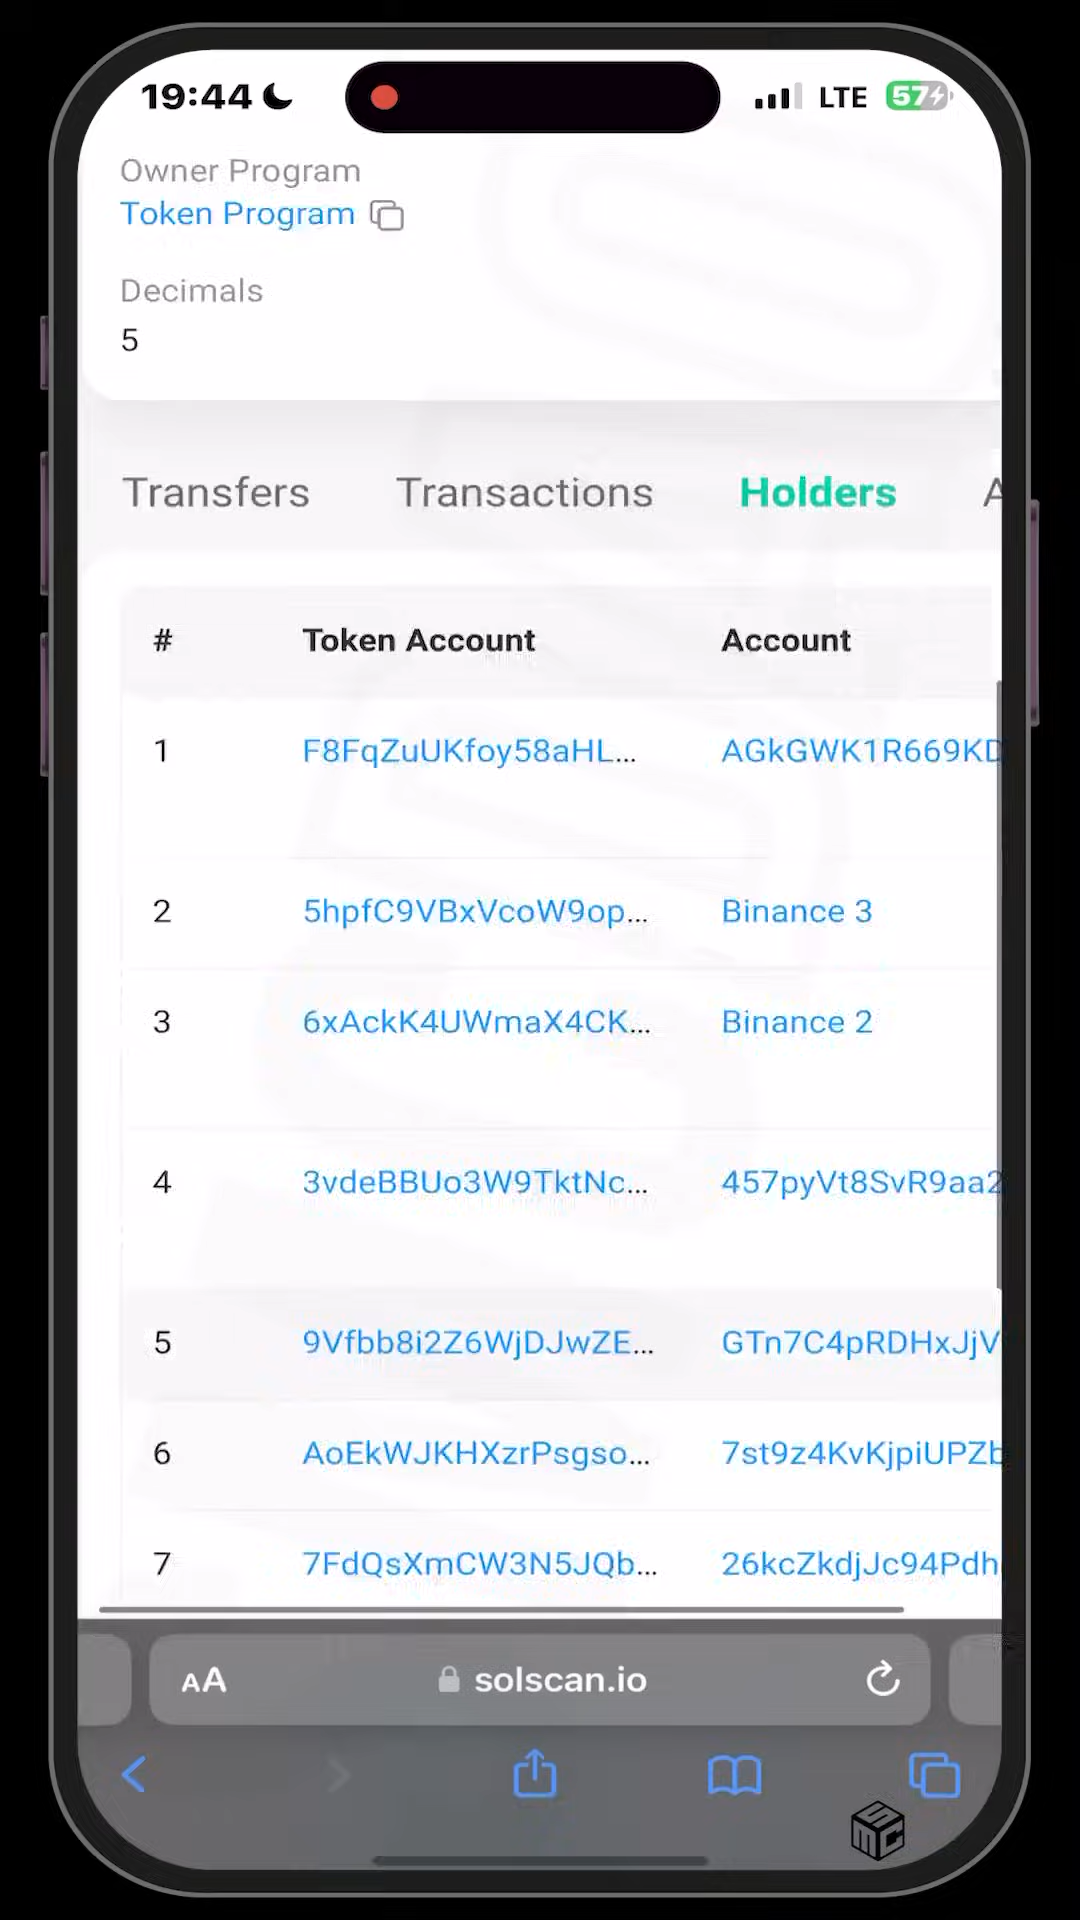 19:44 LTE 57
Owner Program
Token Program
Decimals
5
Transfers Transactions Holders A
# Token Account Account
1 F8FqZuUKfoy58aHL... AGkGWK1R669KD
2 5hpfC9VBxVcoW9op... Binance 3
3 6xAckK4UWmaX4CK... Binance 2
4 3vdeBBUo3W9TktNc... 457pyVt8SvR9aa2
5 9Vfbb8i2Z6WjDJwZE... GTn7C4pRDHxJjV
6 AoEkWJKHXzrPsgso... 7st9z4KvKjpiUPZb
7 7FdQsXmCW3N5JQb... 26kcZkdjJc94Pdh
AA solscan.io